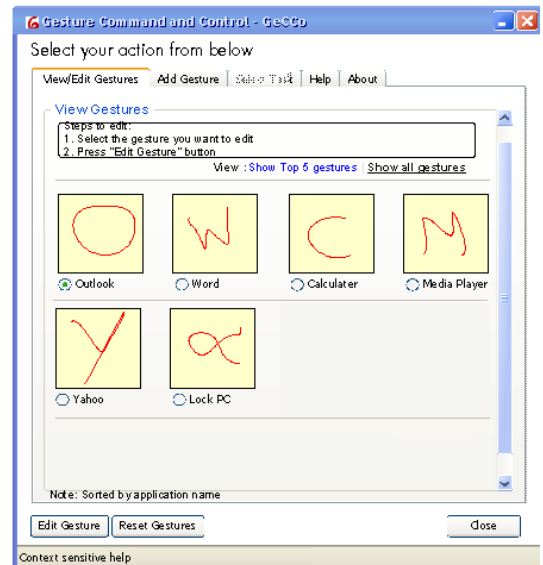 Gesture Command and Control - GeCCo
Select your action from below
View/Edit Gestures Add Gesture Select Task Help About
View Gestures
Steps to edit:
1. Select the gesture you want to edit
2. Press "Edit Gesture" button
View : Show Top 5 gestures | Show all gestures
O W C M
Outlook Word Calculater Media Player
y α
Yahoo Lock PC
Note: Sorted by application name
Edit Gesture Reset Gestures Close
Context sensitive help